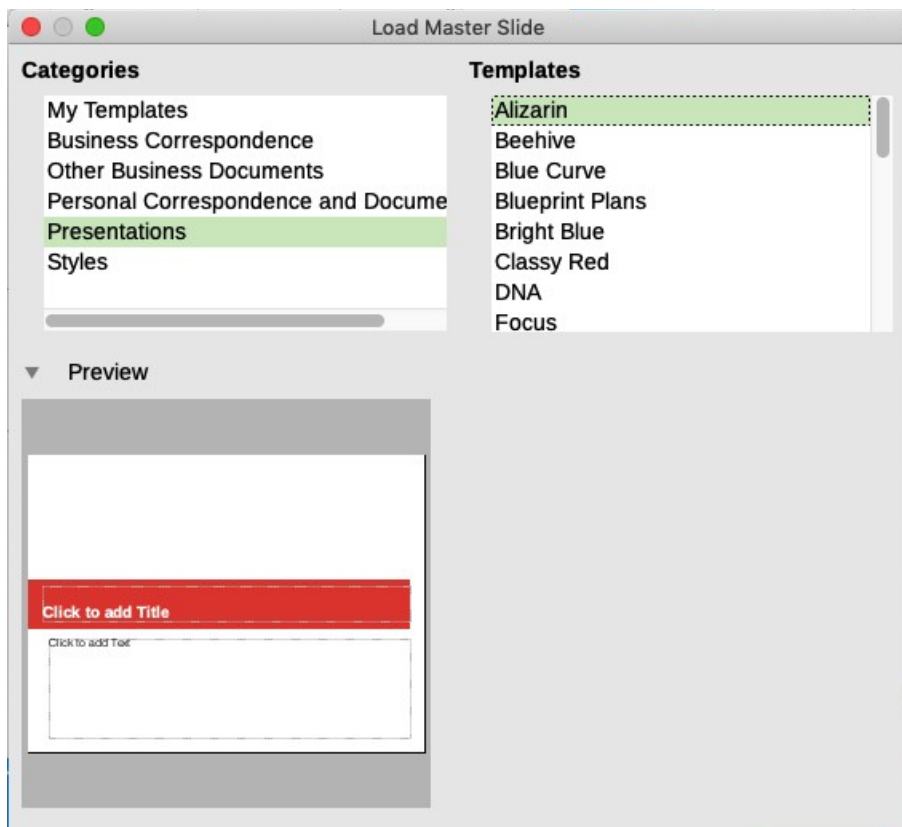 Load Master Slide
Categories
My Templates
Business Correspondence
Other Business Documents
Personal Correspondence and Docume
Presentations
Styles
Templates
Alizarin
Beehive
Blue Curve
Blueprint Plans
Bright Blue
Classy Red
DNA
Focus
Preview
Click to add Title
Click to add Text